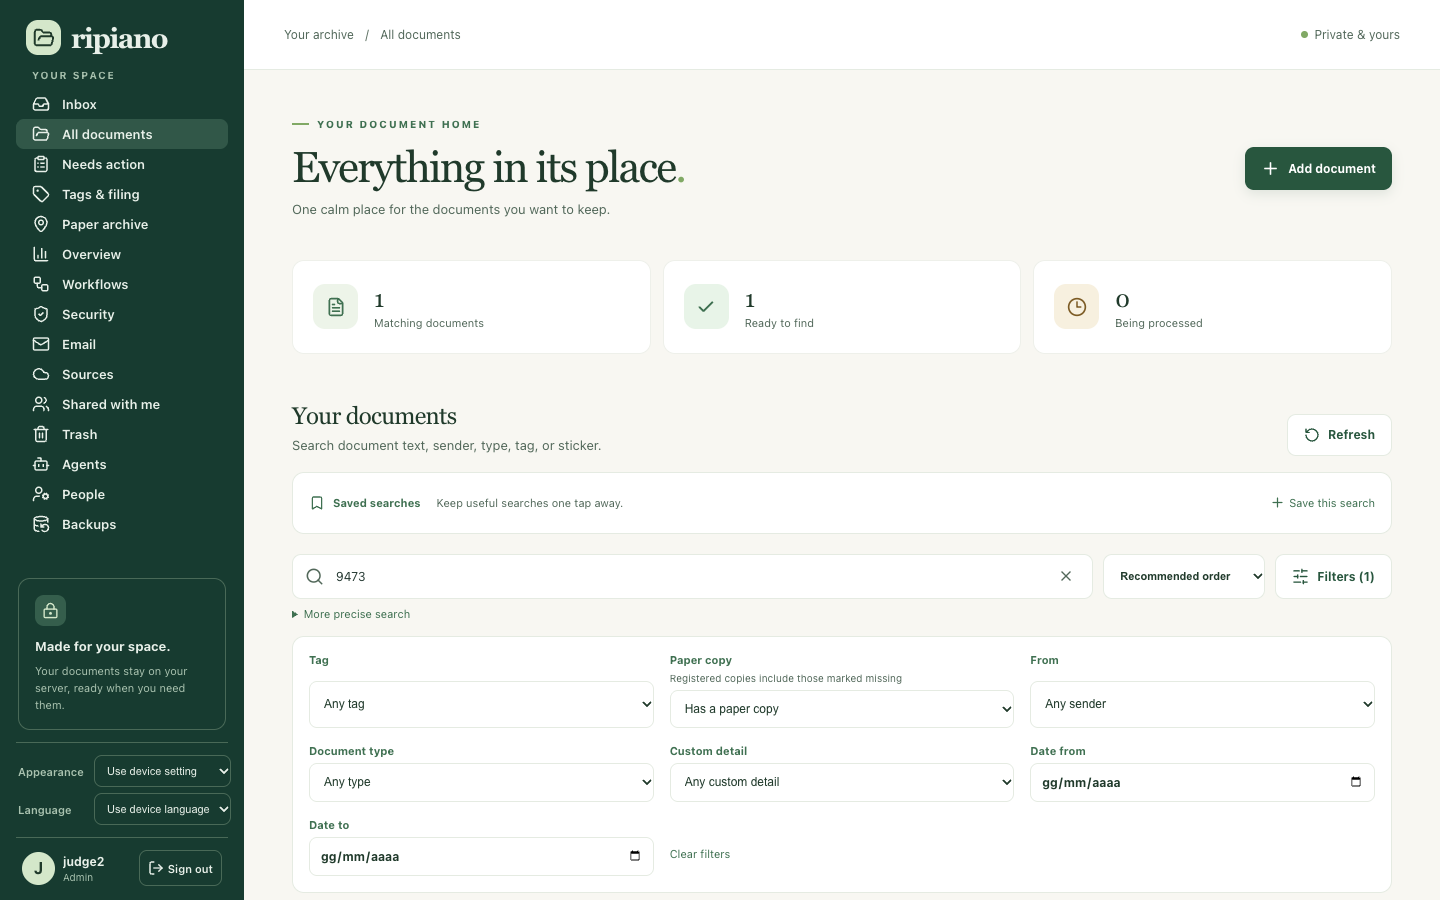 ripiano
YOUR SPACE
Inbox
All documents
Needs action
Tags & filing
Paper archive
Overview
Workflows
Security
Email
Sources
Shared with me
Trash
Agents
People
Backups
Made for your space.
Your documents stay on your
server, ready when you need
them.
Appearance
Use device setting
Language
Use device language
J
judge2
Admin
Sign out
Your archive / All documents
Private & yours
YOUR DOCUMENT HOME
Everything in its place.
One calm place for the documents you want to keep.
Add document
1
Matching documents
1
Ready to find
0
Being processed
Your documents
Search document text, sender, type, tag, or sticker.
Refresh
Saved searches
Keep useful searches one tap away.
Save this search
9473
Recommended order
Filters (1)
More precise search
Tag
Any tag
Paper copy
Registered copies include those marked missing
Has a paper copy
From
Any sender
Document type
Any type
Custom detail
Any custom detail
Date from
gg/mm/aaaa
Date to
gg/mm/aaaa
Clear filters